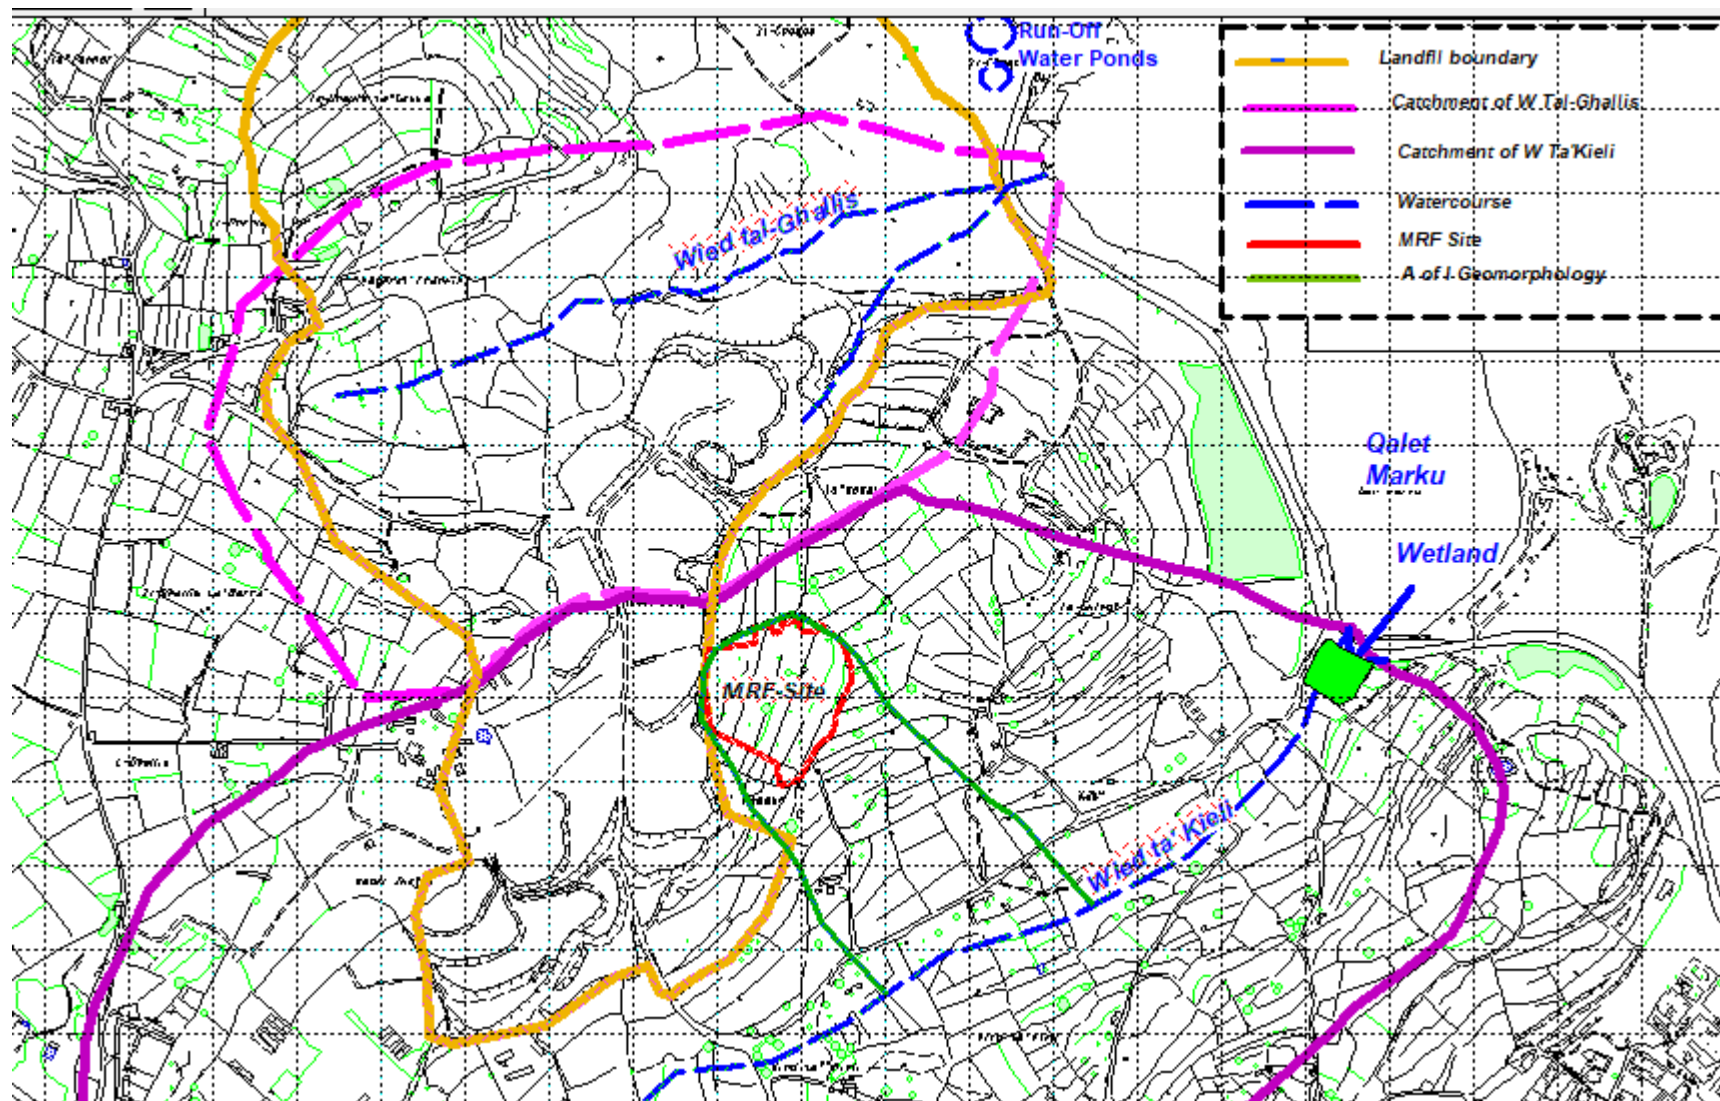 Run-Off
Water Ponds
Landfill boundary
Catchment of W Tal-Ghallis
Catchment of W Ta'Kieli
Watercourse
MRF Site
A of I Geomorphology
Wied tal-Ghallis
Qalet
Marku
Wetland
MRF-Site
Wied ta' Kieli